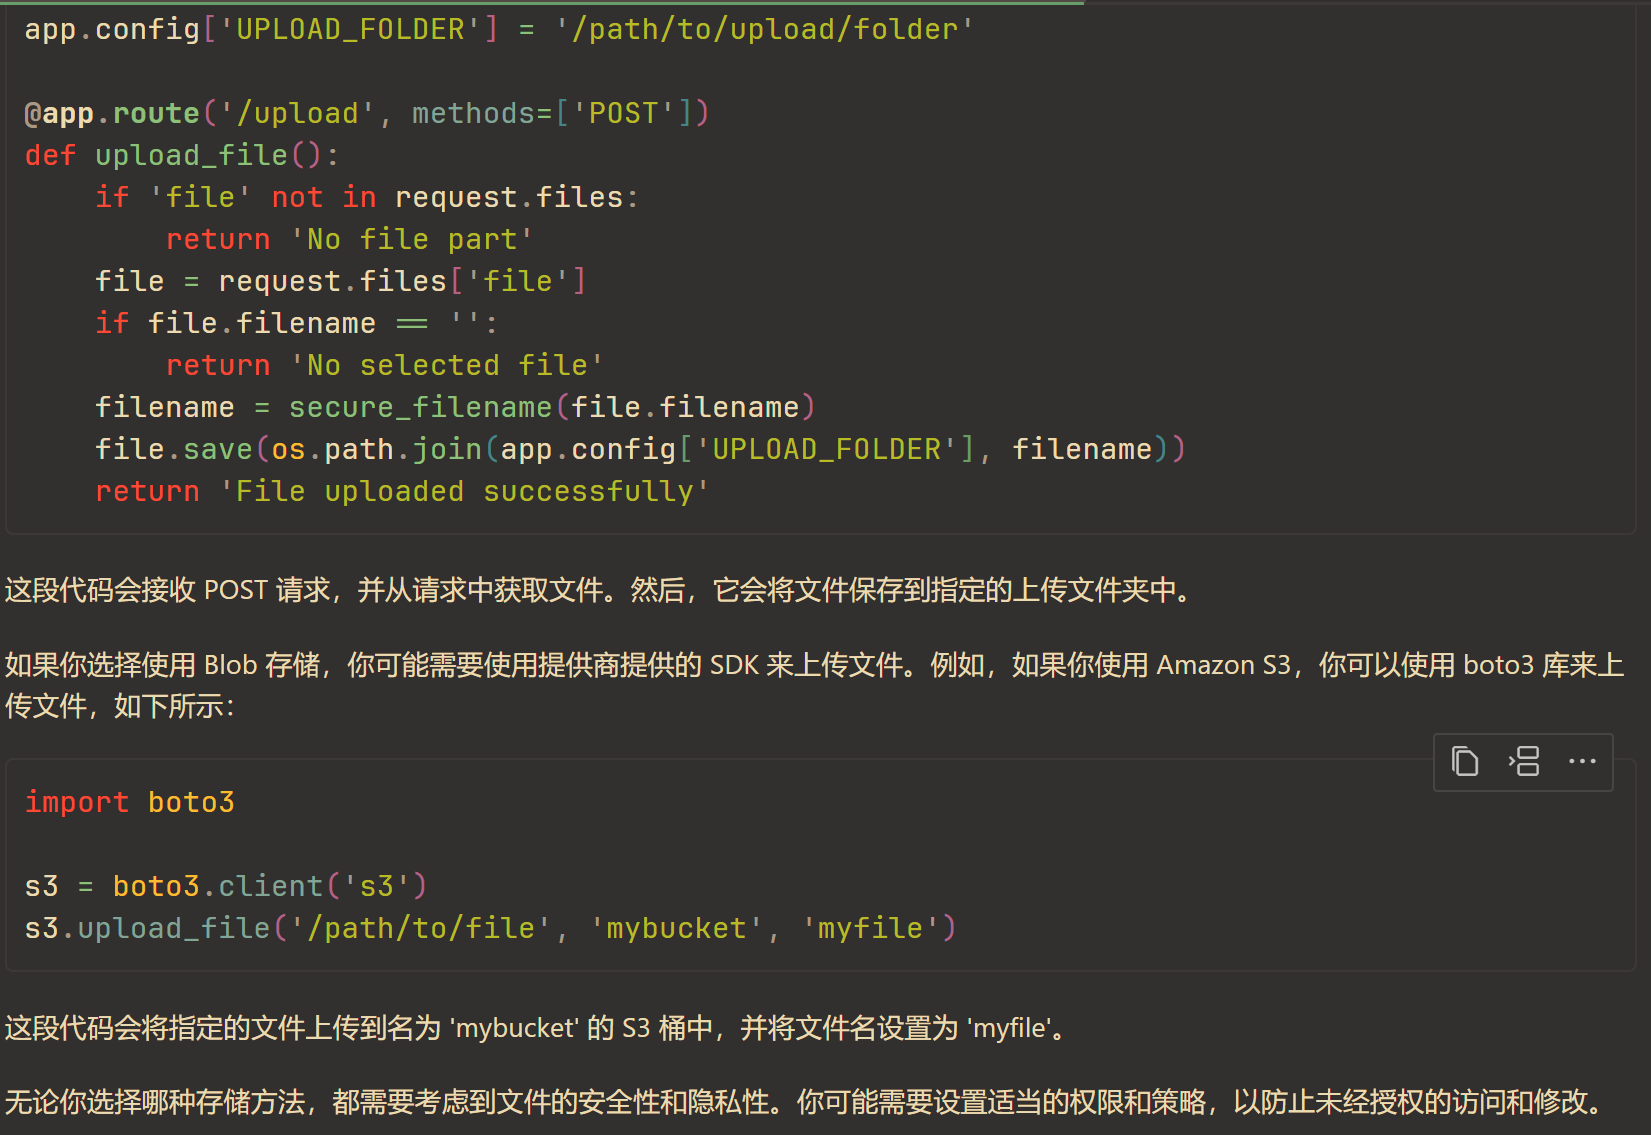 app.config['UPLOAD_FOLDER'] = '/path/to/upload/folder'
@app.route('/upload', methods=['POST'])
def upload_file():
    if 'file' not in request.files:
        return 'No file part'
    file = request.files['file']
    if file.filename == '':
        return 'No selected file'
    filename = secure_filename(file.filename)
    file.save(os.path.join(app.config['UPLOAD_FOLDER'], filename))
    return 'File uploaded successfully'
这段代码会接收 POST 请求，并从请求中获取文件。然后，它会将文件保存到指定的上传文件夹中。
如果你选择使用 Blob 存储，你可能需要使用提供商提供的 SDK 来上传文件。例如，如果你使用 Amazon S3，你可以使用 boto3 库来上
传文件，如下所示：
import boto3
s3 = boto3.client('s3')
s3.upload_file('/path/to/file', 'mybucket', 'myfile')
这段代码会将指定的文件上传到名为 'mybucket' 的 S3 桶中，并将文件名设置为 'myfile'。
无论你选择哪种存储方法，都需要考虑到文件的安全性和隐私性。你可能需要设置适当的权限和策略，以防止未经授权的访问和修改。